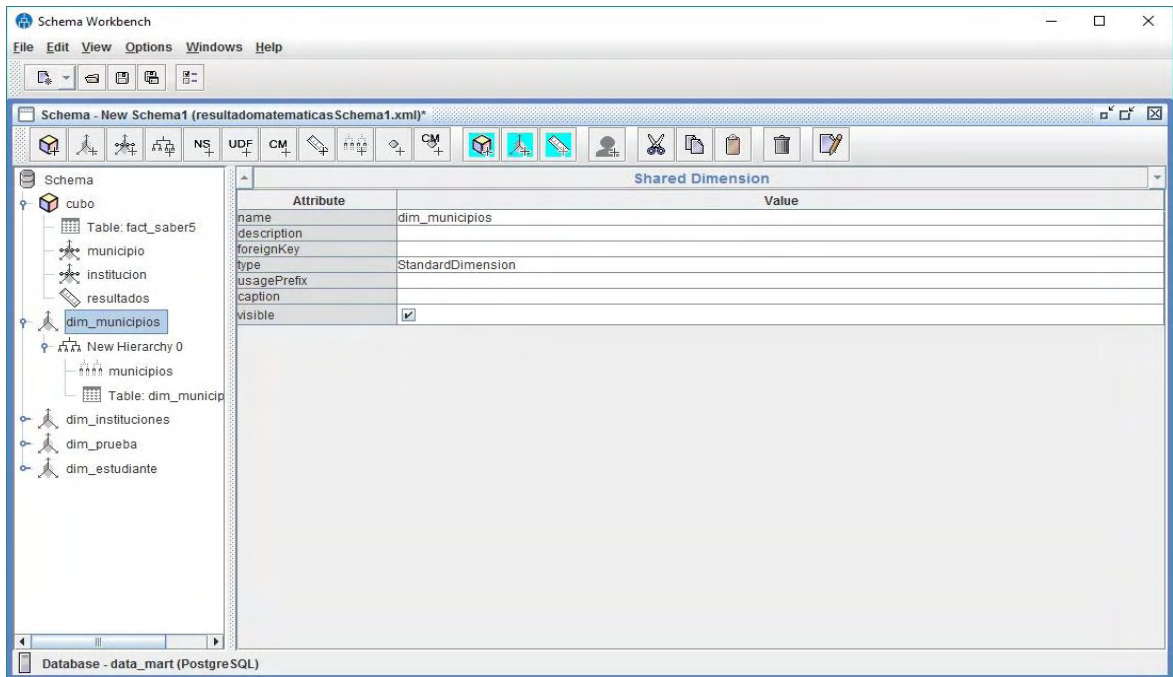 Schema Workbench
File Edit View Options Windows Help
Schema - New Schema1 (resultadomatematicasSchema1.xml)*
NS UDF CM CM
Schema
cubo
Table: fact_saber5
municipio
institucion
resultados
dim_municipios
New Hierarchy 0
municipios
Table: dim_municip
dim_instituciones
dim_prueba
dim_estudiante
Shared Dimension
Attribute Value
name dim_municipios
description
foreignKey
type StandardDimension
usagePrefix
caption
visible
Database - data_mart (PostgreSQL)